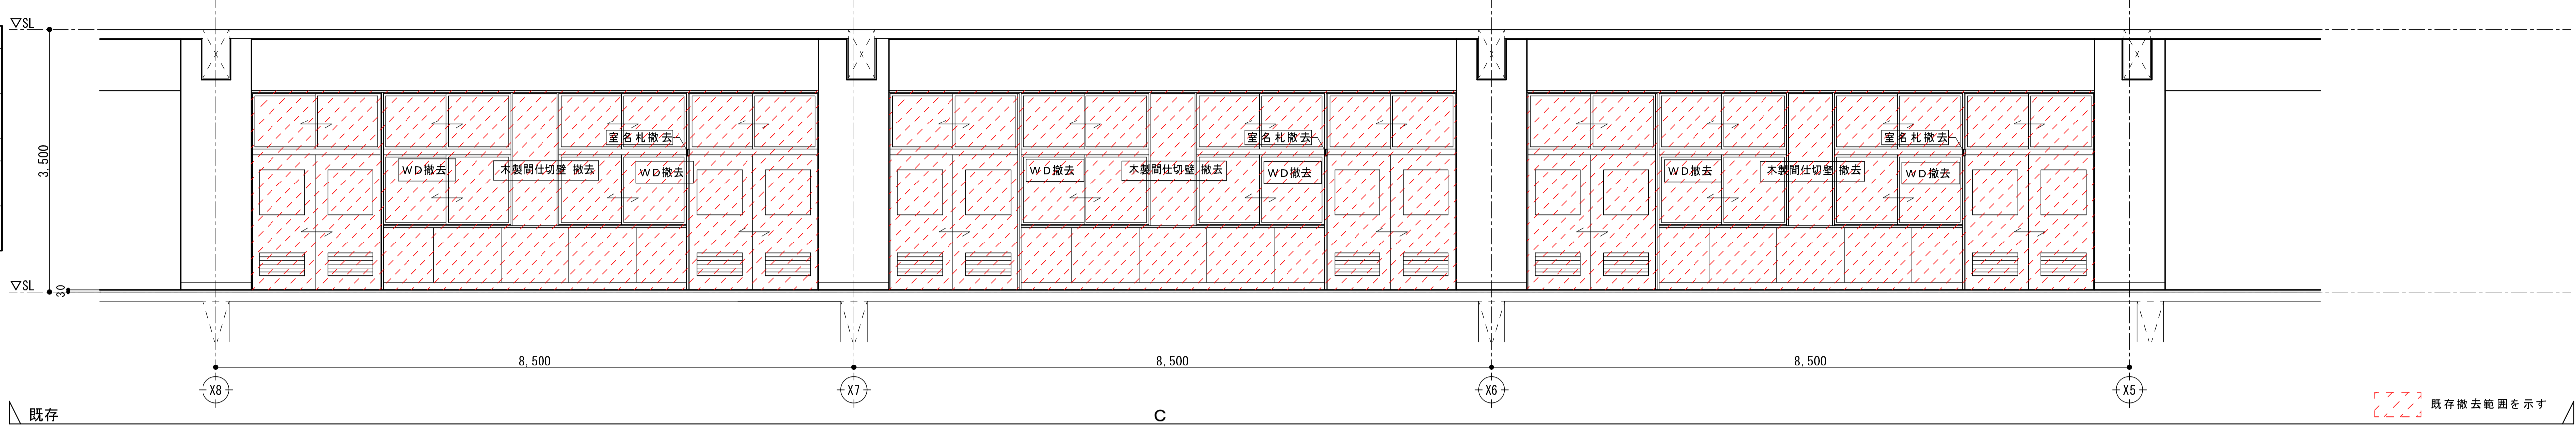 ▽SL
3,500
▽SL
30
室名札撤去
室名札撤去
室名札撤去
WD撤去
木製間仕切壁 撤去
WD撤去
WD撤去
木製間仕切壁 撤去
WD撤去
WD撤去
木製間仕切壁 撤去
WD撤去
8,500
8,500
8,500
X8
X7
X6
X5
既存
C
既存撤去範囲を示す